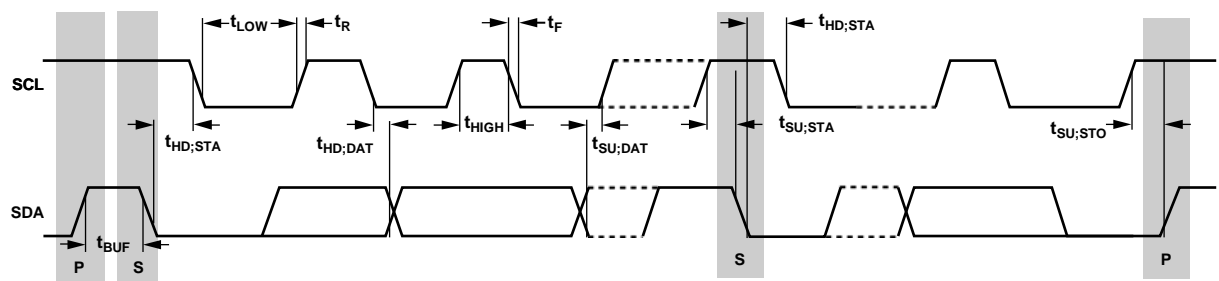 tLOW
tR
tF
tHD;STA
SCL
tHD;STA
tHD;DAT
tHIGH
tSU;DAT
tSU;STA
tSU;STO
SDA
tBUF
P
S
S
P